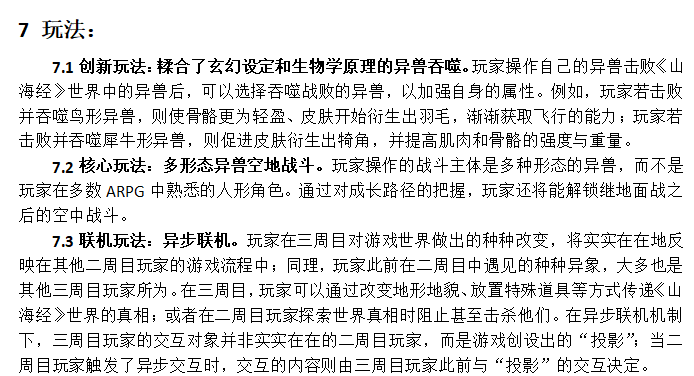 7 玩法：
7.1 创新玩法：糅合了玄幻设定和生物学原理的异兽吞噬。玩家操作自己的异兽击败《山
海经》世界中的异兽后，可以选择吞噬战败的异兽，以加强自身的属性。例如，玩家若击败
并吞噬鸟形异兽，则使骨骼更为轻盈、皮肤开始衍生出羽毛，渐渐获取飞行的能力；玩家若
击败并吞噬犀牛形异兽，则促进皮肤衍生出犄角，并提高肌肉和骨骼的强度与重量。
7.2 核心玩法：多形态异兽空地战斗。玩家操作的战斗主体是多种形态的异兽，而不是
玩家在多数 ARPG 中熟悉的人形角色。通过对成长路径的把握，玩家还将能解锁继地面战之
后的空中战斗。
7.3 联机玩法：异步联机。玩家在三周目对游戏世界做出的种种改变，将实实在在地反
映在其他二周目玩家的游戏流程中；同理，玩家此前在二周目中遇见的种种异象，大多也是
其他三周目玩家所为。在三周目，玩家可以通过改变地形地貌、放置特殊道具等方式传递《山
海经》世界的真相；或者在二周目玩家探索世界真相时阻止甚至击杀他们。在异步联机机制
下，三周目玩家的交互对象并非实实在在的二周目玩家，而是游戏创设出的“投影”；当二
周目玩家触发了异步交互时，交互的内容则由三周目玩家此前与“投影”的交互决定。